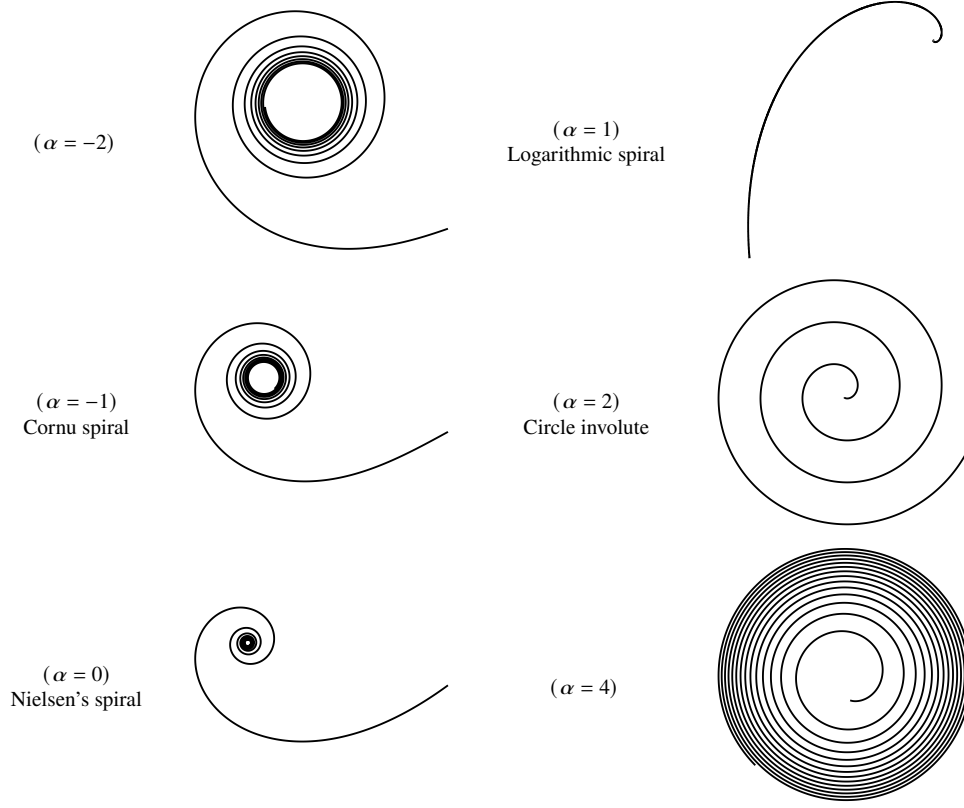 (α = −2)
(α = 1)
Logarithmic spiral
(α = −1)
Cornu spiral
(α = 2)
Circle involute
(α = 0)
Nielsen's spiral
(α = 4)